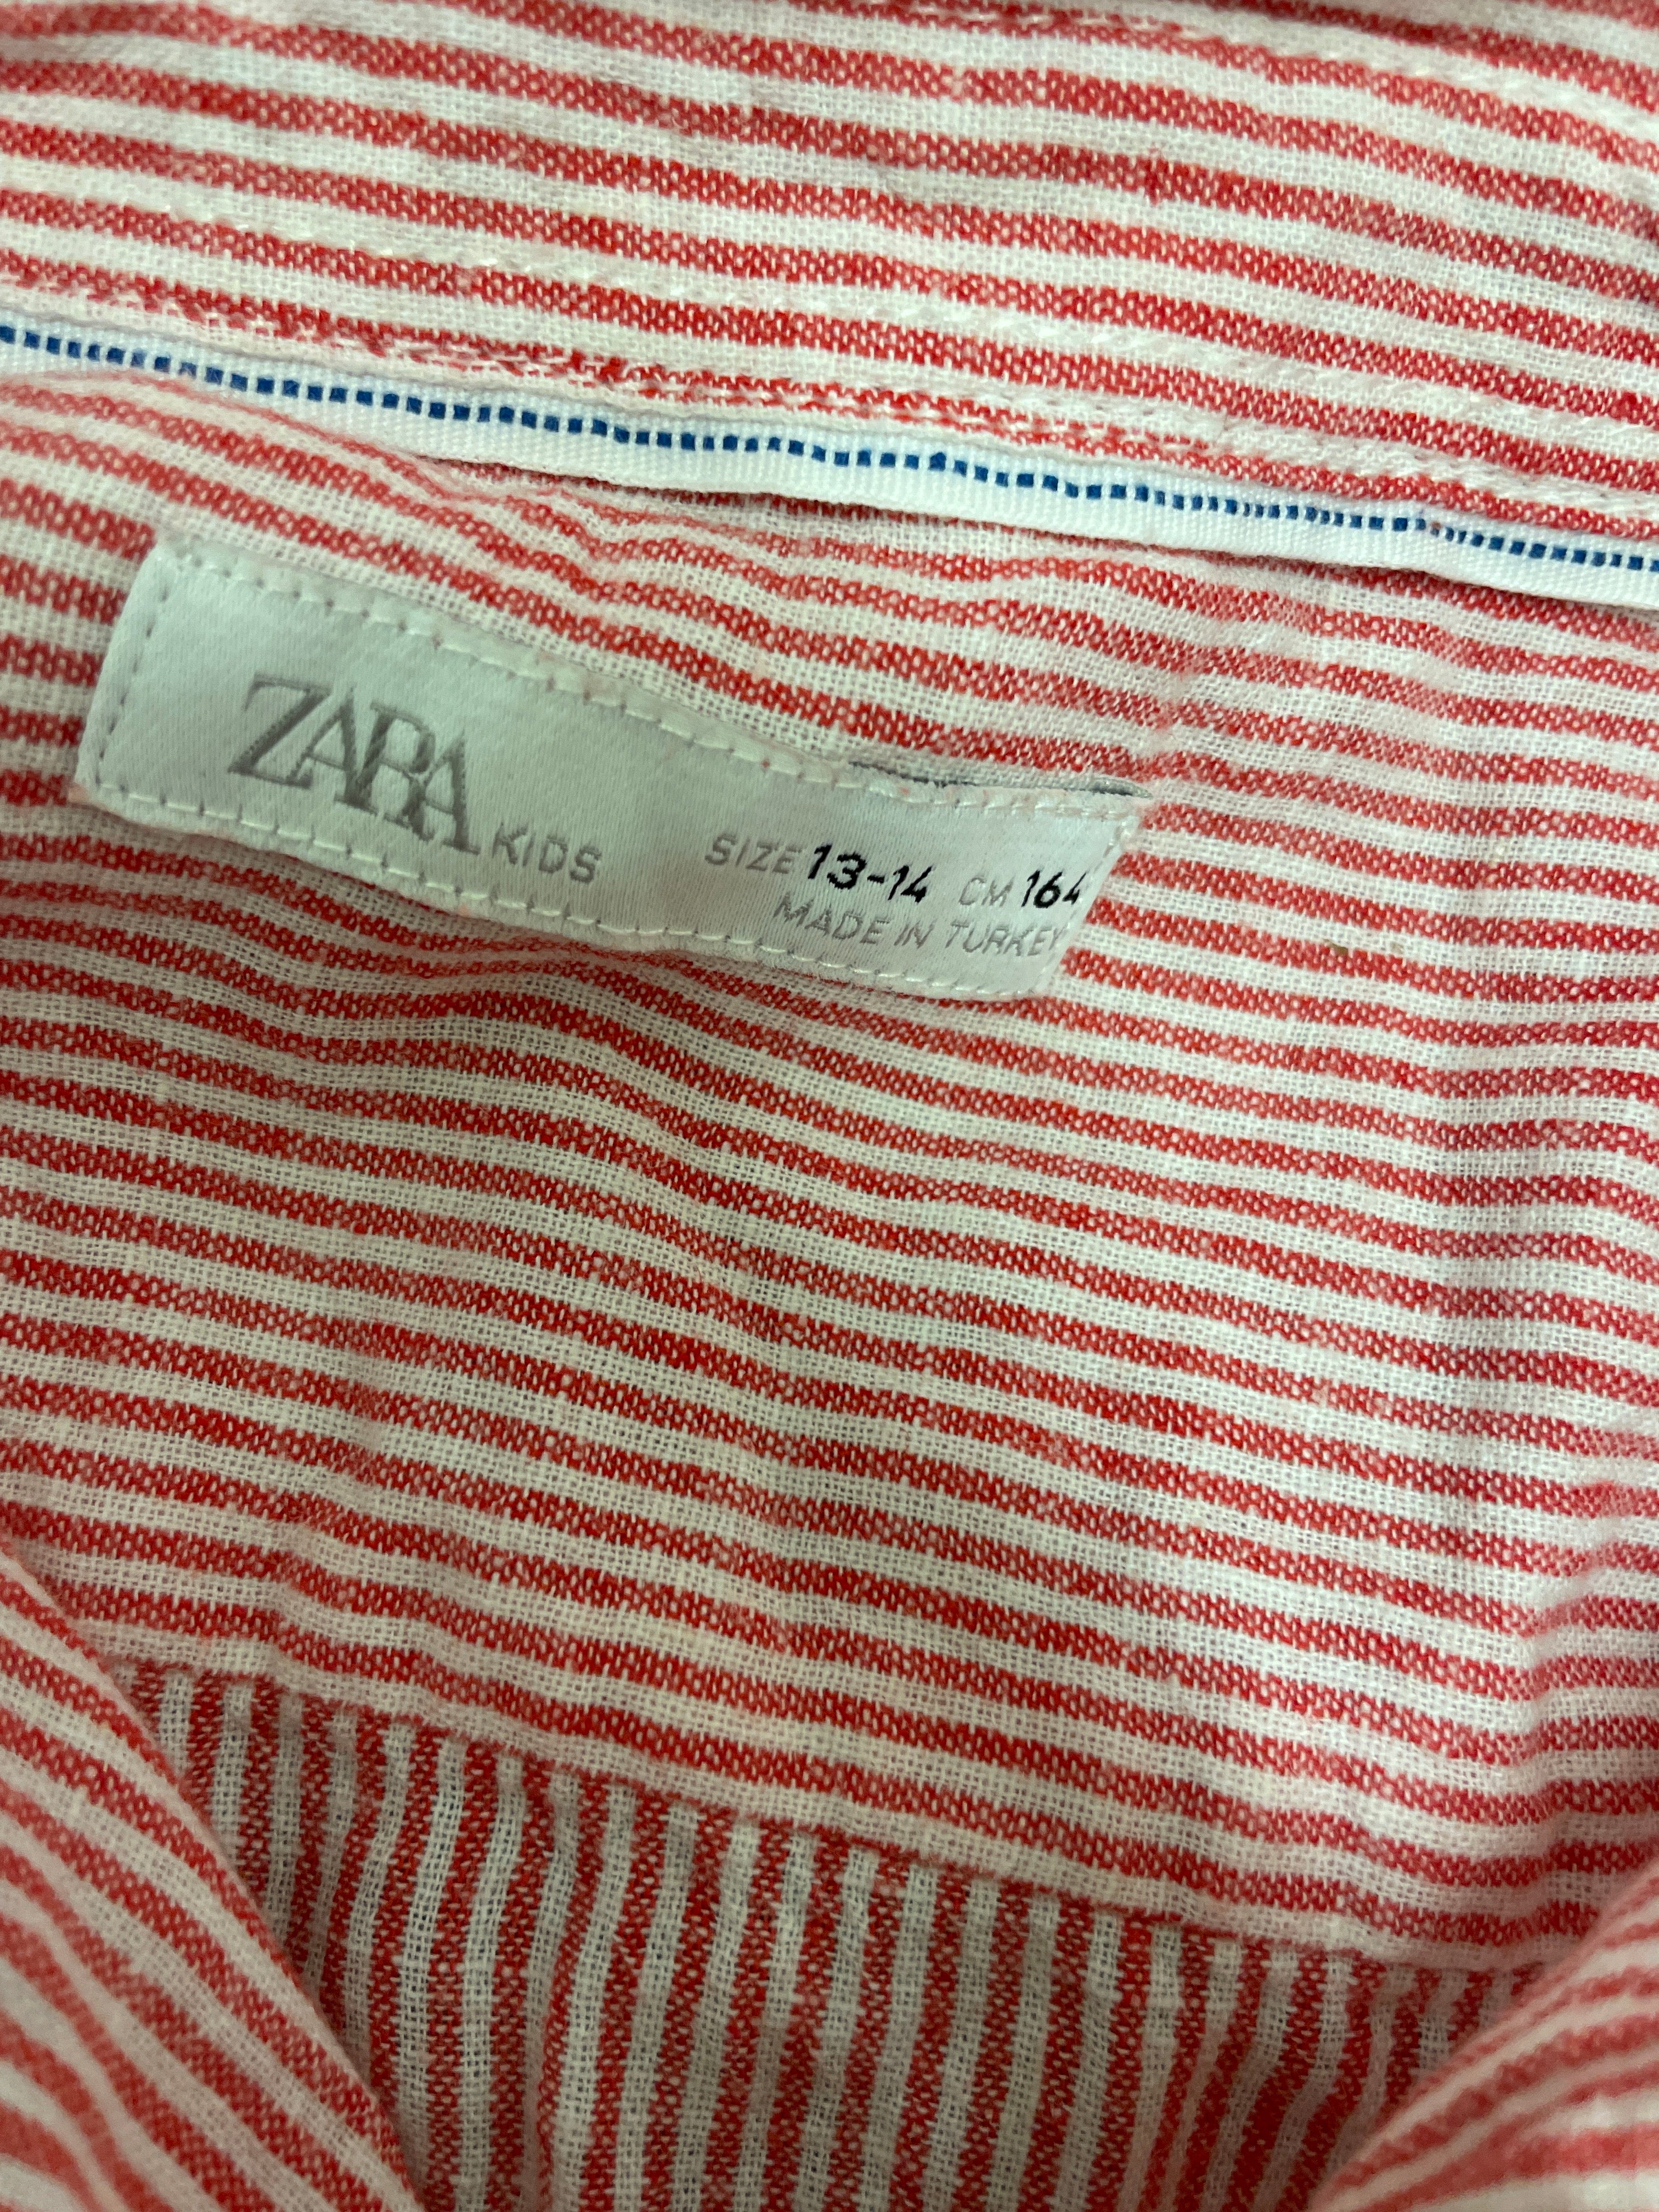 ZARA KIDS SIZE 13-14 CM 164
MADE IN TURKEY